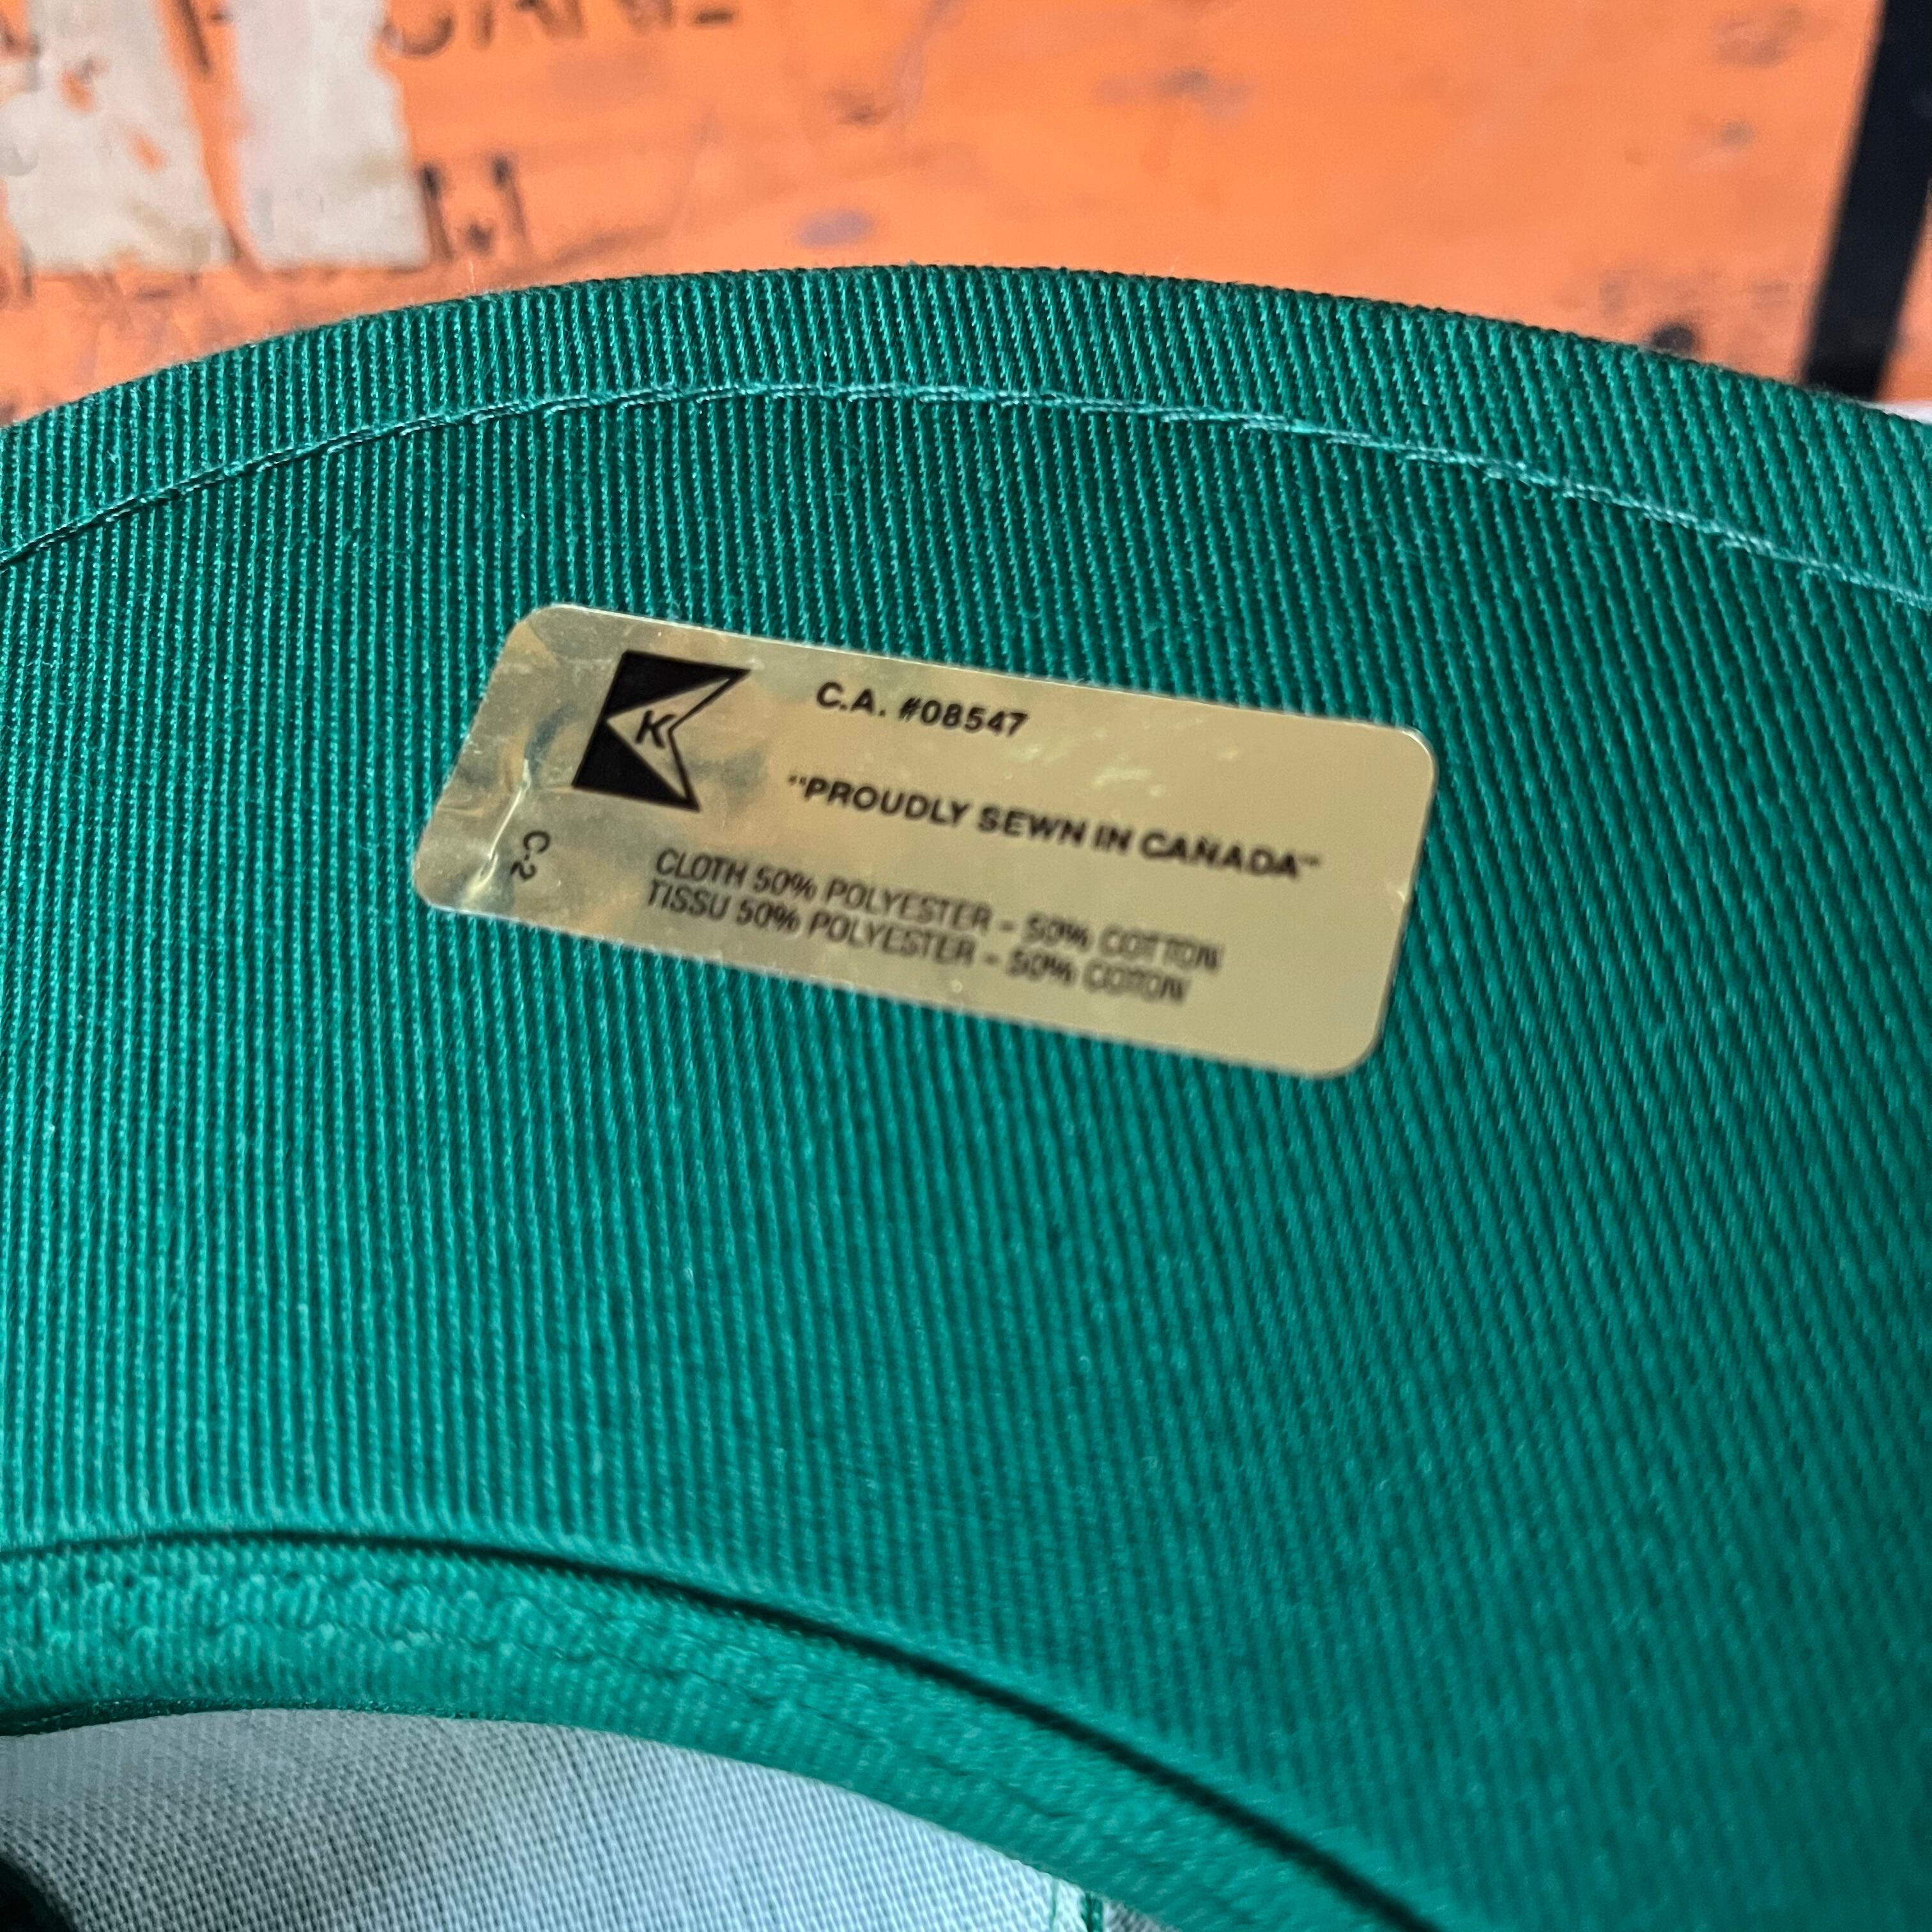 K
C.A. #08547
"PROUDLY SEWN IN CANADA"
C-2
CLOTH 50% POLYESTER – 50% COTTON
TISSU 50% POLYESTER – 50% COTON